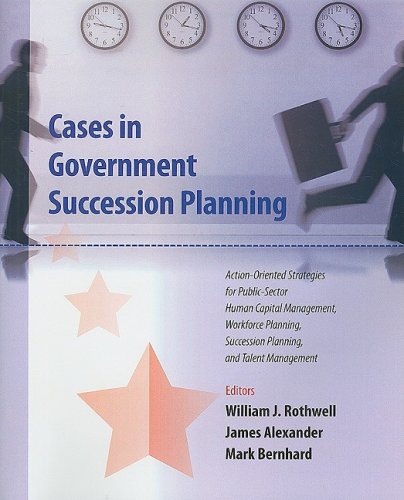 Cases in
Government
Succession Planning
Action-Oriented Strategies
for Public-Sector
Human Capital Management,
Workforce Planning,
Succession Planning,
and Talent Management
Editors
William J. Rothwell
James Alexander
Mark Bernhard